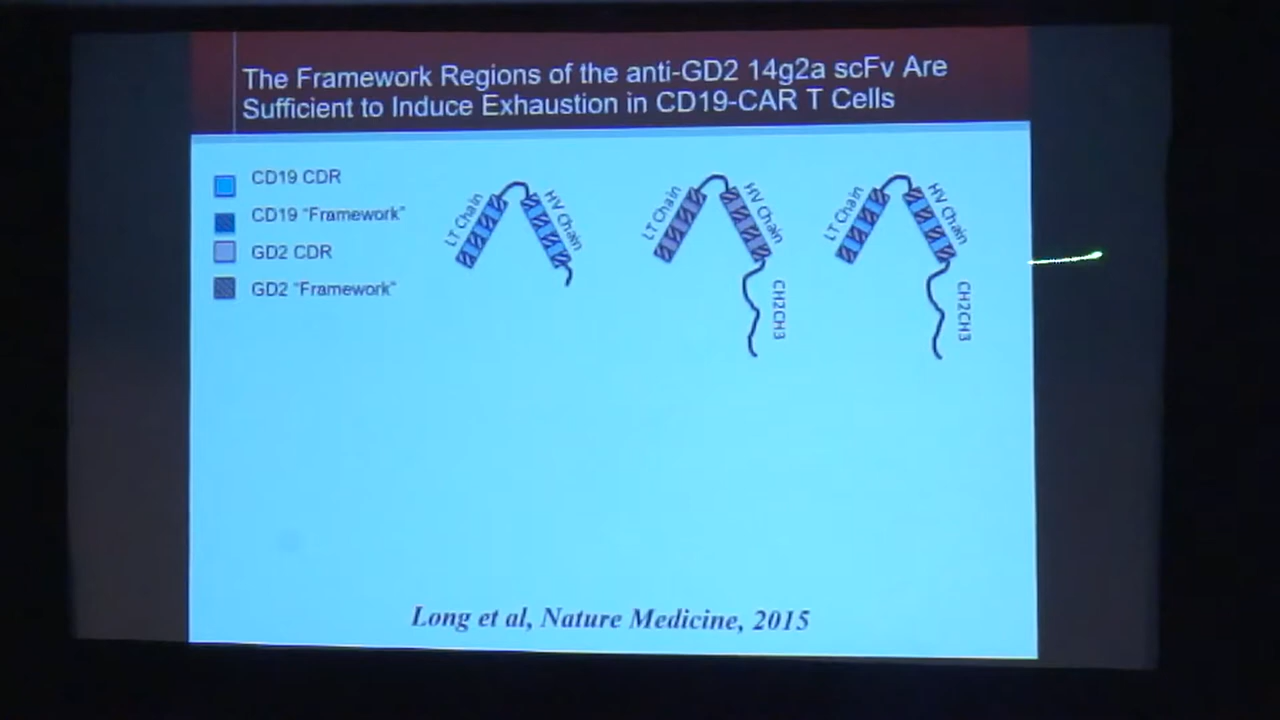 The Framework Regions of the anti-GD2 14g2a scFv Are
Sufficient to Induce Exhaustion in CD19-CAR T Cells
CD19 CDR
CD19 "Framework"
GD2 CDR
GD2 "Framework"
LT Chain
HV Chain
LT Chain
HV Chain
CH2CH3
LT Chain
HV Chain
CH2CH3
Long et al, Nature Medicine, 2015